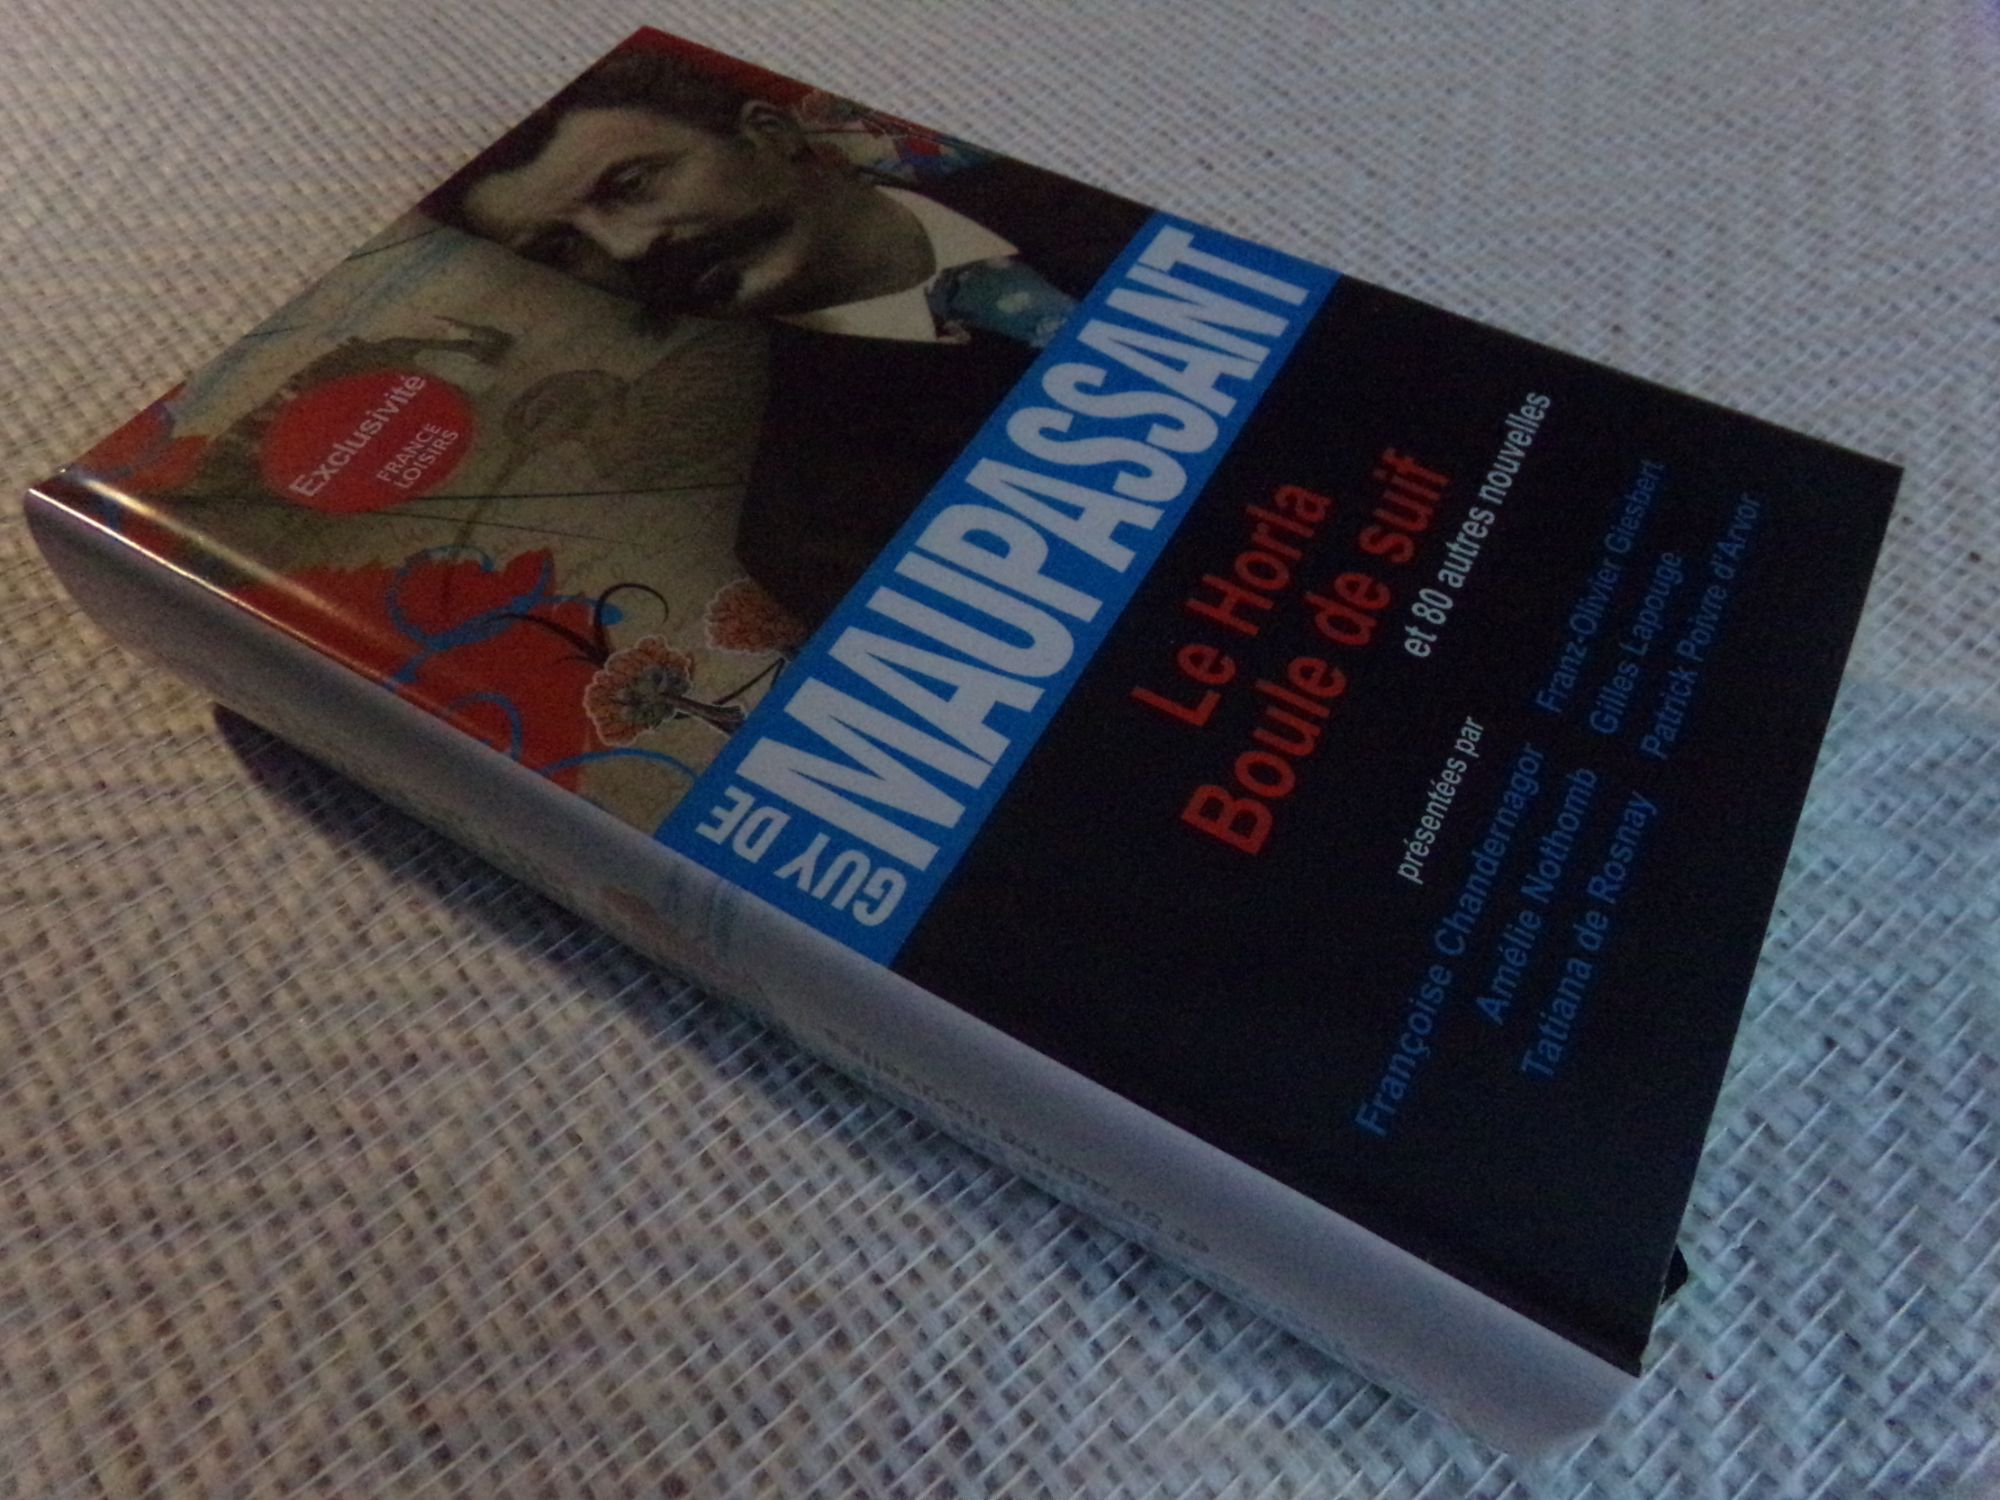 Exclusivité
FRANCE
LOISIRS
GUY DE
MAUPASSANT
Le Horla
Boule de suif
et 80 autres nouvelles
présentées par
Françoise Chandernagor Franz-Olivier Giesbert
Amélie Nothomb Gilles Lapouge
Tatiana de Rosnay Patrick Poivre d'Arvor